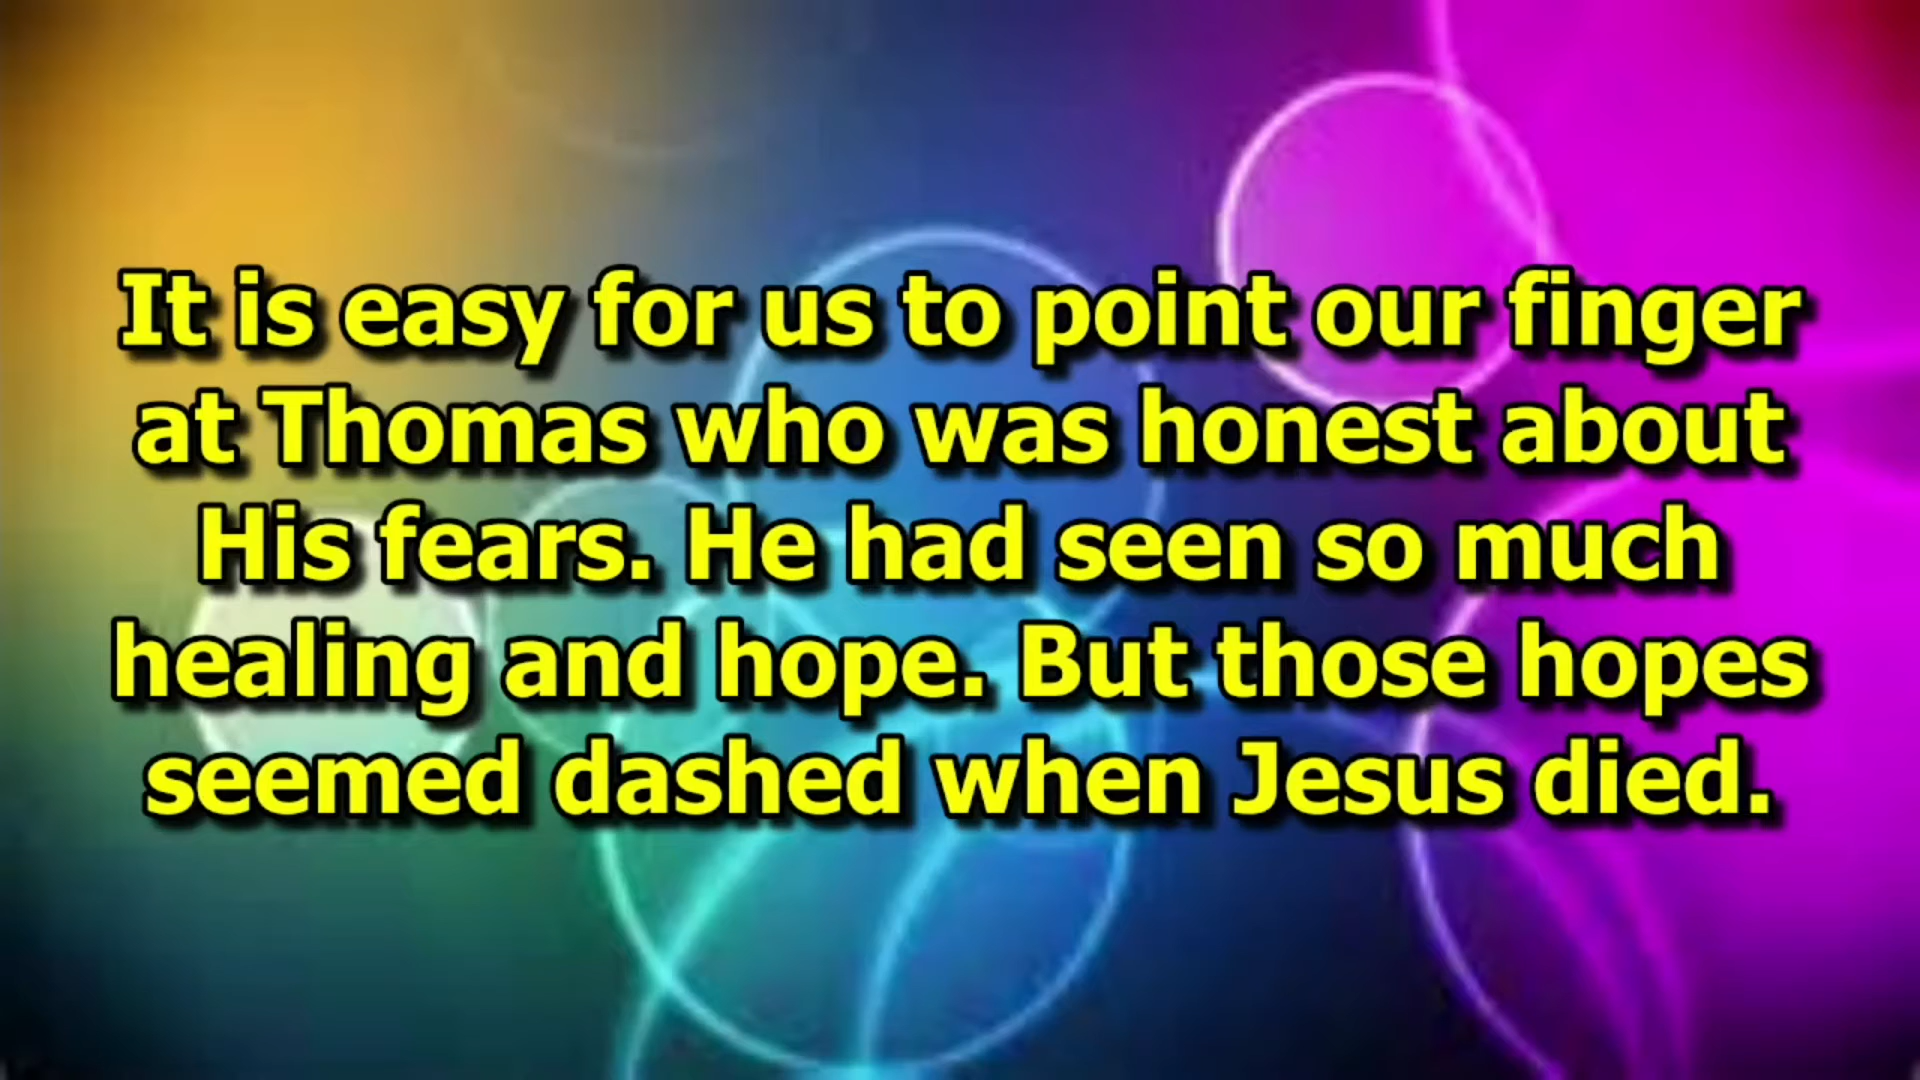 It is easy for us to point our finger
at Thomas who was honest about
His fears. He had seen so much
healing and hope. But those hopes
seemed dashed when Jesus died.